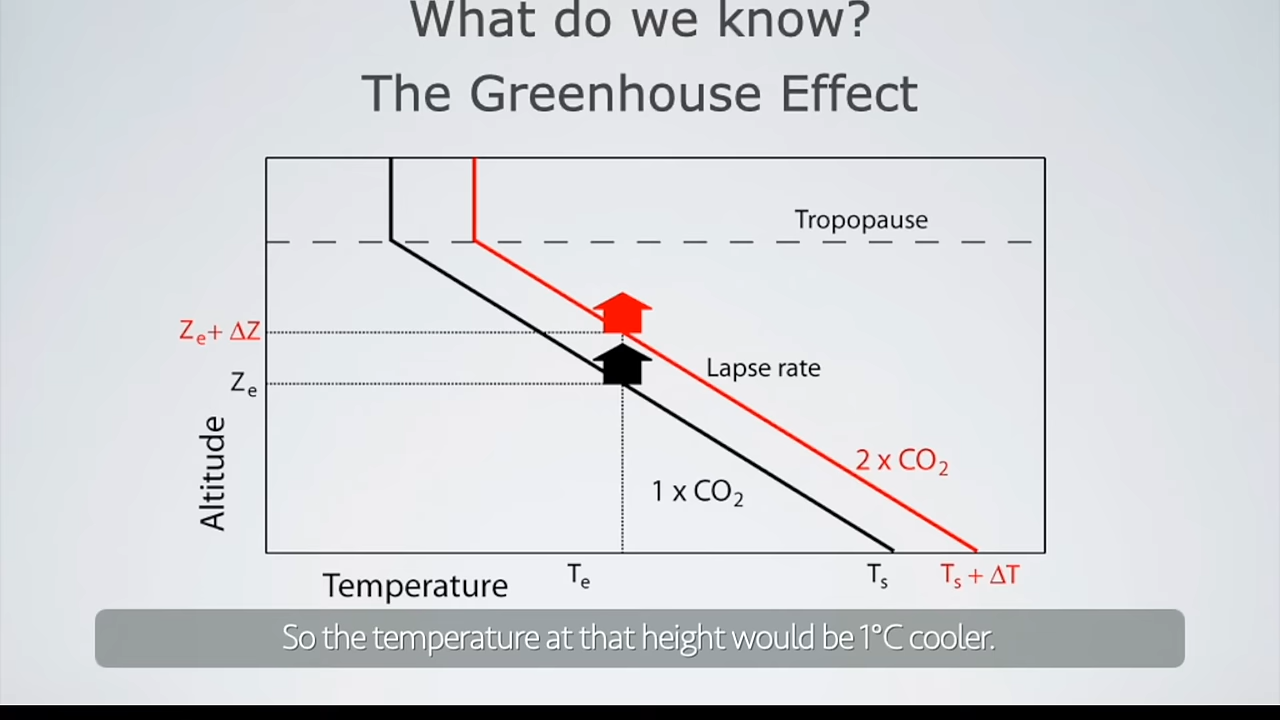 What do we know?
The Greenhouse Effect
Tropopause
Zₑ+ ΔZ
Lapse rate
Zₑ
2 x CO₂
1 x CO₂
Altitude
Temperature
Tₑ
Tₛ
Tₛ + ΔT
So the temperature at that height would be 1°C cooler.